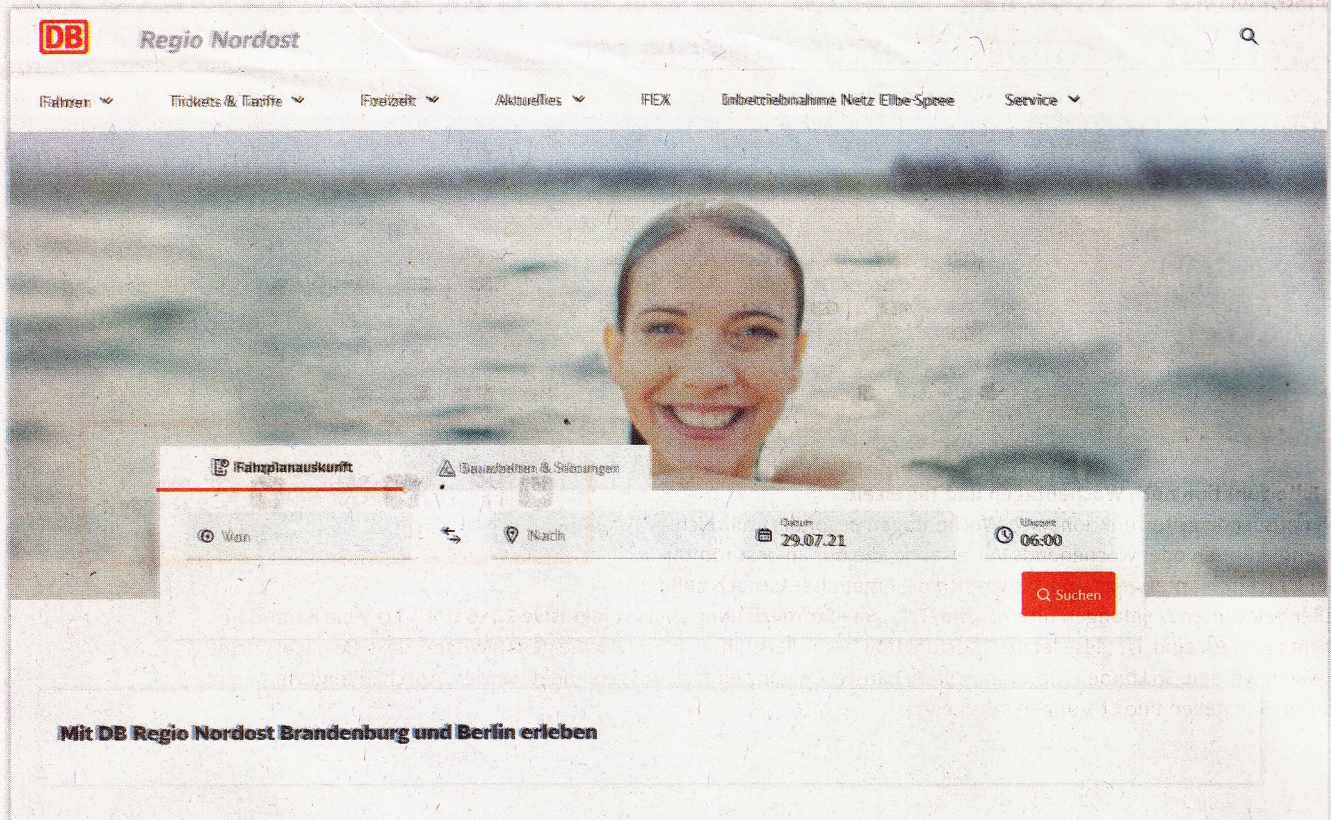 DB Regio Nordost
Fahren Tickets & Tarife Freizeit Aktuelles FEX Inbetriebnahme Netz Elbe-Spree Service
Fahrplanauskunft Bauarbeiten & Störungen
Datum Uhrzeit
Von Nach 29.07.21 06:00
Suchen
Mit DB Regio Nordost Brandenburg und Berlin erleben